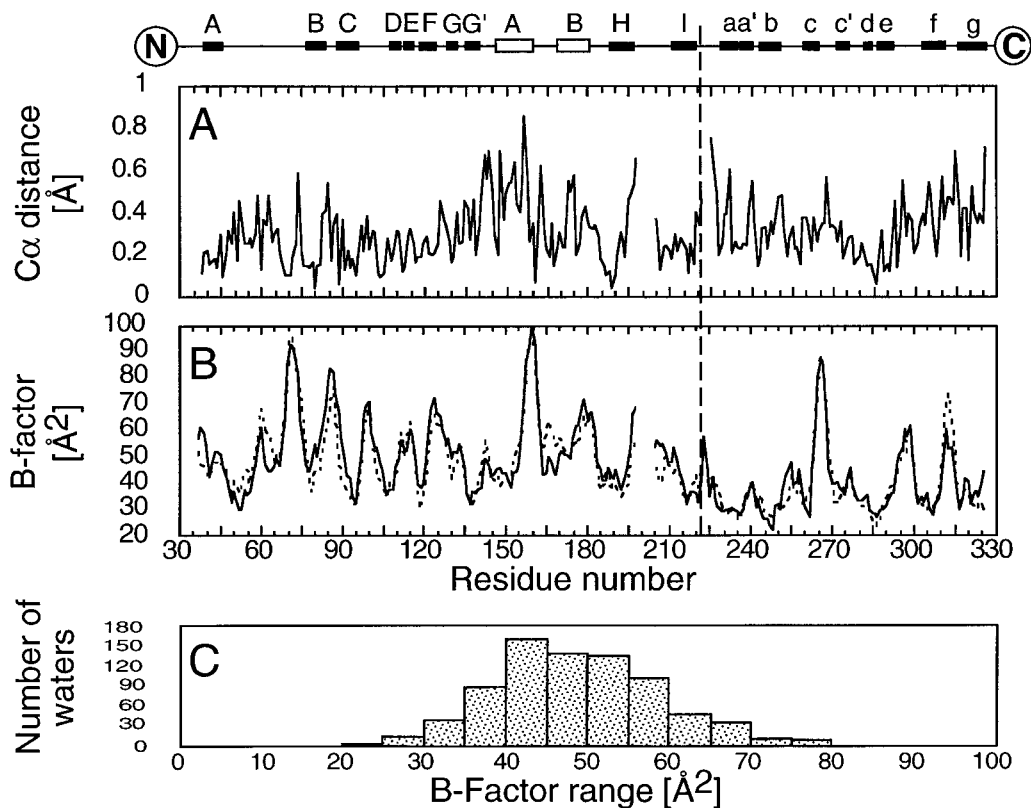 A B C D E F G G' A B H I a a' b c c' d e f g
N C
A
Cα distance
[Å]
1
0.8
0.6
0.4
0.2
0
B
B-factor
[Å2]
100
90
80
70
60
50
40
30
20
30 60 90 120 150 180 210 240 270 300 330
Residue number
C
Number of
waters
180
150
120
90
60
30
0
0 10 20 30 40 50 60 70 80 90 100
B-Factor range [Å2]